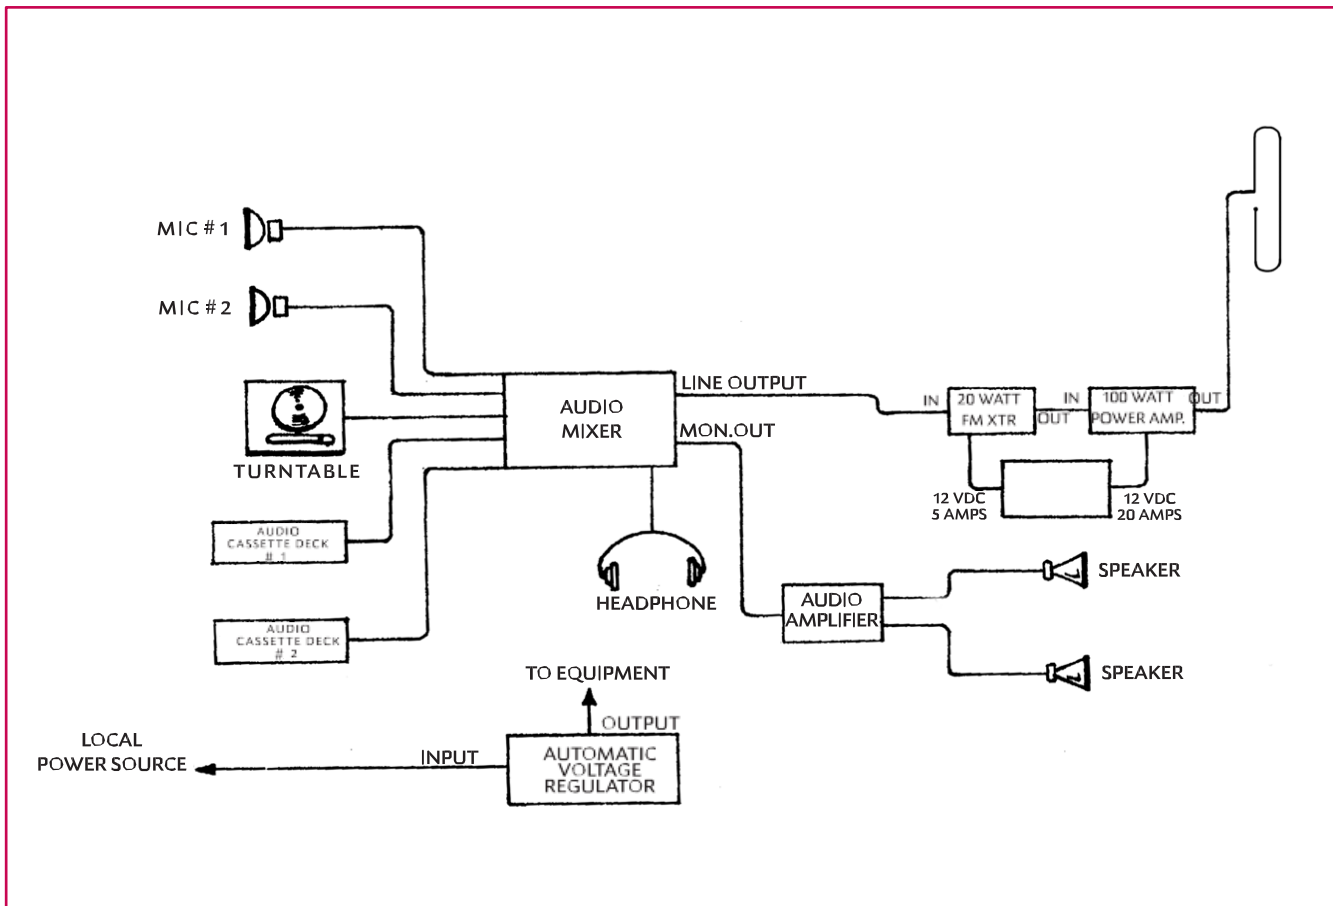 MIC # 1
MIC # 2
TURNTABLE
AUDIO
CASSETTE DECK
# 1
AUDIO
CASSETTE DECK
# 2
AUDIO
MIXER
LINE OUTPUT
MON.OUT
HEADPHONE
IN
20 WATT
FM XTR
OUT
IN
100 WATT
POWER AMP.
OUT
12 VDC
5 AMPS
12 VDC
20 AMPS
AUDIO
AMPLIFIER
SPEAKER
SPEAKER
TO EQUIPMENT
OUTPUT
LOCAL
POWER SOURCE
INPUT
AUTOMATIC
VOLTAGE
REGULATOR